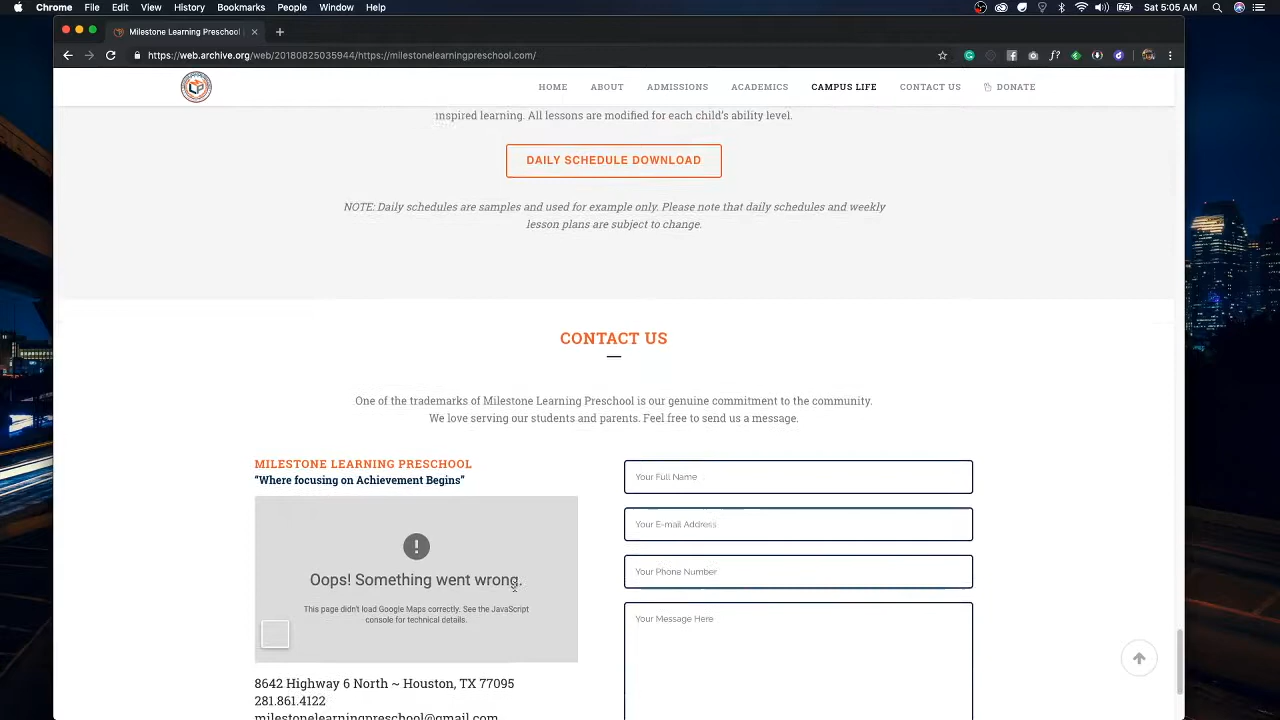 Chrome File Edit View History Bookmarks People Window Help
Sat 5:05 AM
Milestone Learning Preschool
https://web.archive.org/web/20180825035944/https://milestonelearningpreschool.com/
HOME ABOUT ADMISSIONS ACADEMICS CAMPUS LIFE CONTACT US DONATE
inspired learning. All lessons are modified for each child's ability level.
DAILY SCHEDULE DOWNLOAD
NOTE: Daily schedules are samples and used for example only. Please note that daily schedules and weekly
lesson plans are subject to change.
CONTACT US
One of the trademarks of Milestone Learning Preschool is our genuine commitment to the community.
We love serving our students and parents. Feel free to send us a message.
MILESTONE LEARNING PRESCHOOL
"Where focusing on Achievement Begins"
Oops! Something went wrong.
This page didn't load Google Maps correctly. See the JavaScript
console for technical details.
8642 Highway 6 North ~ Houston, TX 77095
281.861.4122
milestonelearningpreschool@gmail.com
Your Full Name
Your E-mail Address
Your Phone Number
Your Message Here